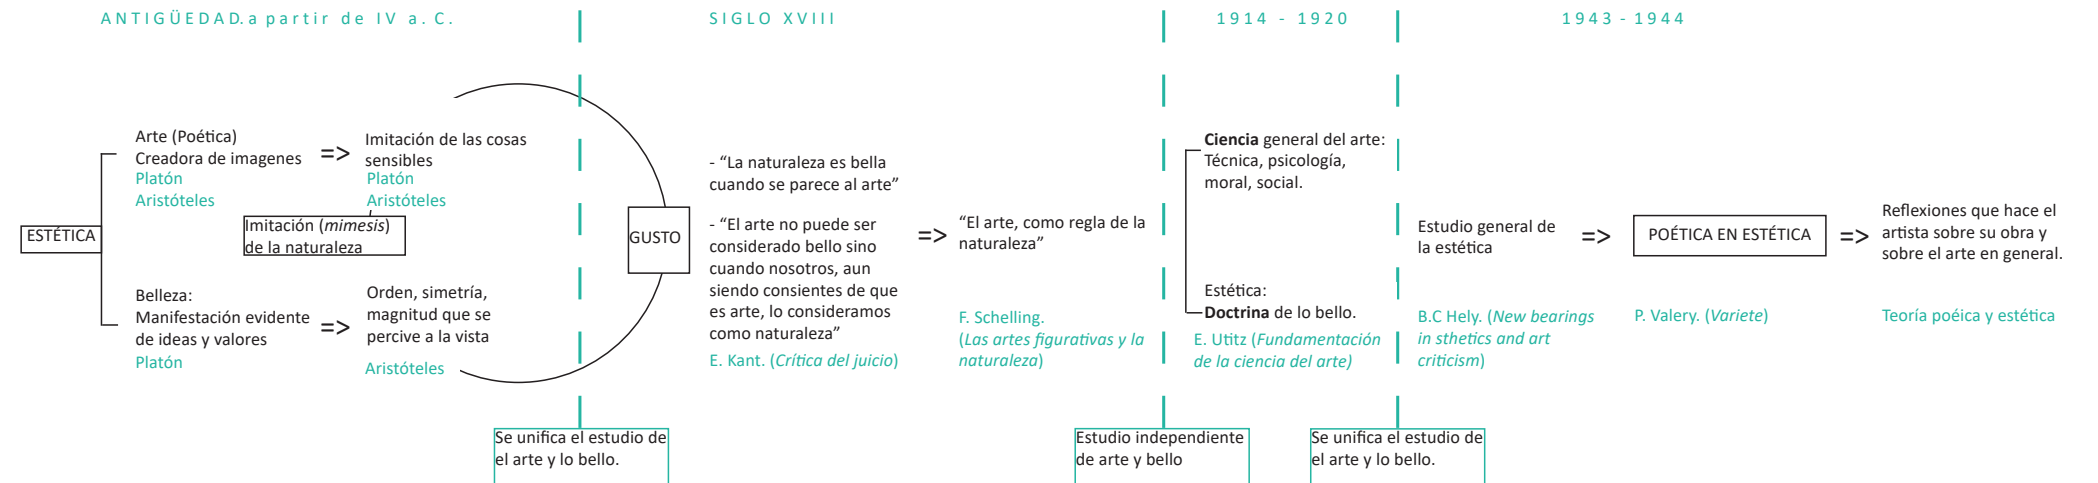 ANTIGÜEDAD. a partir de IV a. C.
SIGLO XVIII
1914 - 1920
1943 - 1944
ESTÉTICA
Arte (Poética)
Creadora de imagenes
Platón
Aristóteles
=>
Imitación de las cosas
sensibles
Platón
Aristóteles
Imitación (mimesis)
de la naturaleza
Belleza:
Manifestación evidente
de ideas y valores
Platón
=>
Orden, simetría,
magnitud que se
percive a la vista
Aristóteles
GUSTO
- “La naturaleza es bella
cuando se parece al arte”
- “El arte no puede ser
considerado bello sino
cuando nosotros, aun
siendo consientes de que
es arte, lo consideramos
como naturaleza”
E. Kant. (Crítica del juicio)
=>
“El arte, como regla de la
naturaleza”
F. Schelling.
(Las artes figurativas y la
naturaleza)
Ciencia general del arte:
Técnica, psicología,
moral, social.
Estética:
Doctrina de lo bello.
E. Utitz (Fundamentación
de la ciencia del arte)
Estudio general de
la estética
B.C Hely. (New bearings
in sthetics and art
criticism)
=>
POÉTICA EN ESTÉTICA
P. Valery. (Variete)
=>
Reflexiones que hace el
artista sobre su obra y
sobre el arte en general.
Teoría poéica y estética
Se unifica el estudio de
el arte y lo bello.
Estudio independiente
de arte y bello
Se unifica el estudio de
el arte y lo bello.